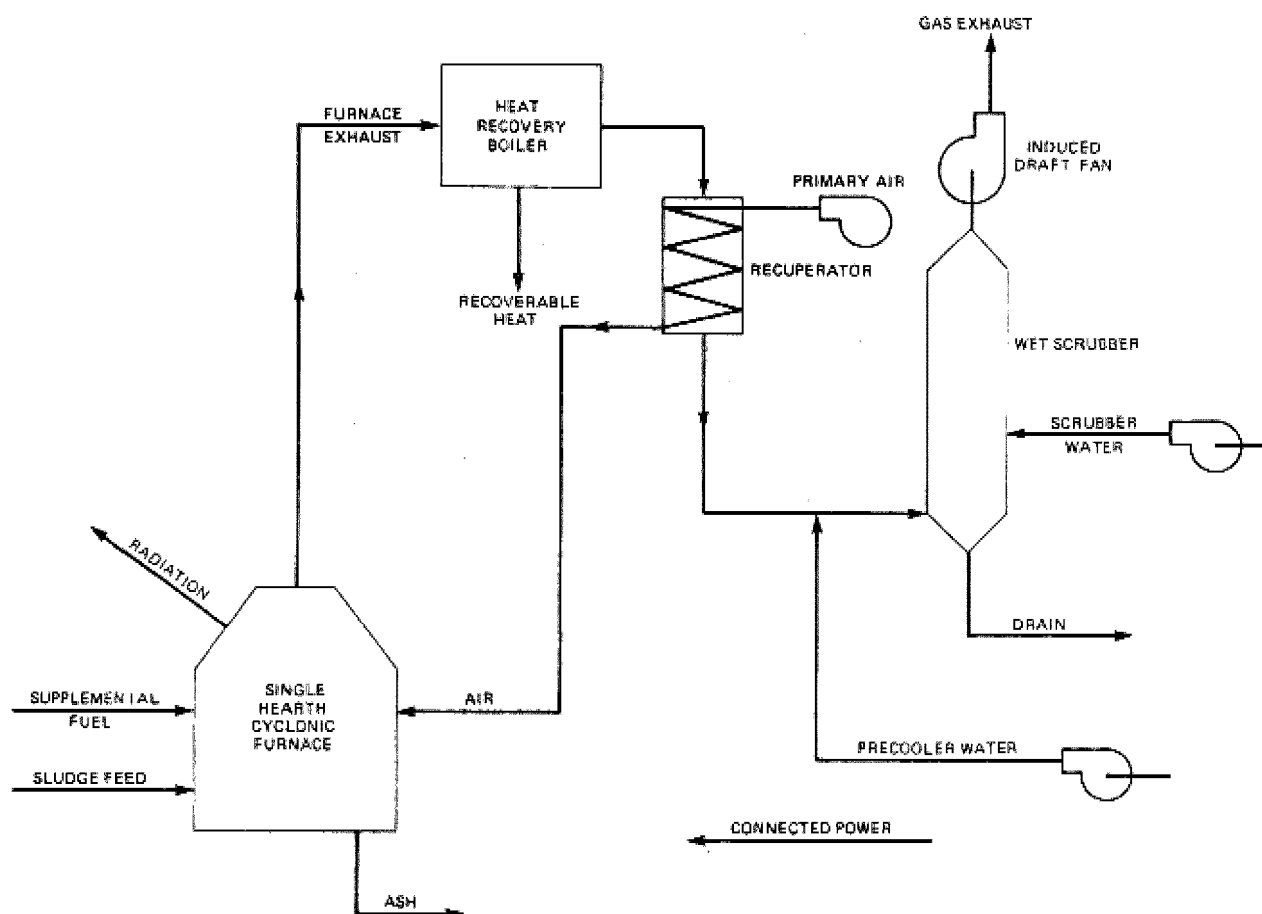 GAS EXHAUST
FURNACE
EXHAUST
HEAT
RECOVERY
BOILER
INDUCED
DRAFT FAN
PRIMARY AIR
RECUPERATOR
RECOVERABLE
HEAT
WET SCRUBBER
SCRUBBER
WATER
RADIATION
DRAIN
SUPPLEMENTAL
FUEL
SINGLE
HEARTH
CYCLONIC
FURNACE
AIR
PRECOOLER WATER
SLUDGE FEED
CONNECTED POWER
ASH